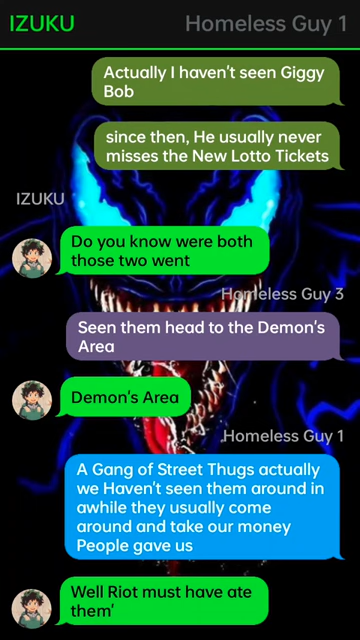 IZUKU
Homeless Guy 1
Actually I haven't seen Giggy
Bob
since then, He usually never
misses the New Lotto Tickets
IZUKU
Do you know were both
those two went
Homeless Guy 3
Seen them head to the Demon's
Area
Demon's Area
Homeless Guy 1
A Gang of Street Thugs actually
we Haven't seen them around in
awhile they usually come
around and take our money
People gave us
Well Riot must have ate
them'